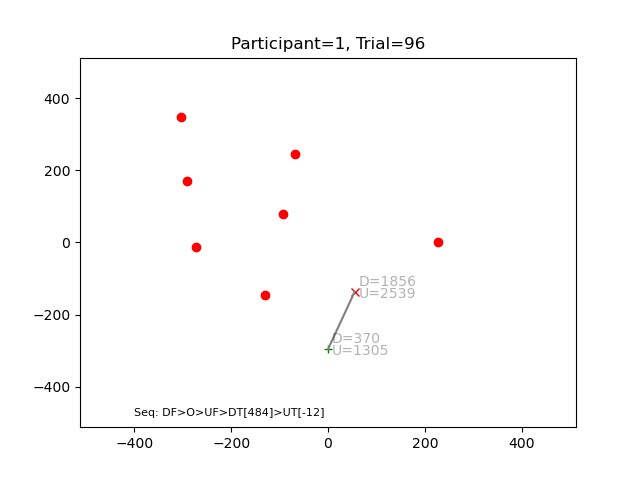 Participant=1, Trial=96
400
200
0
−200
−400
D=1856
U=2539
D=370
U=1305
Seq: DF>O>UF>DT[484]>UT[-12]
−400
−200
0
200
400